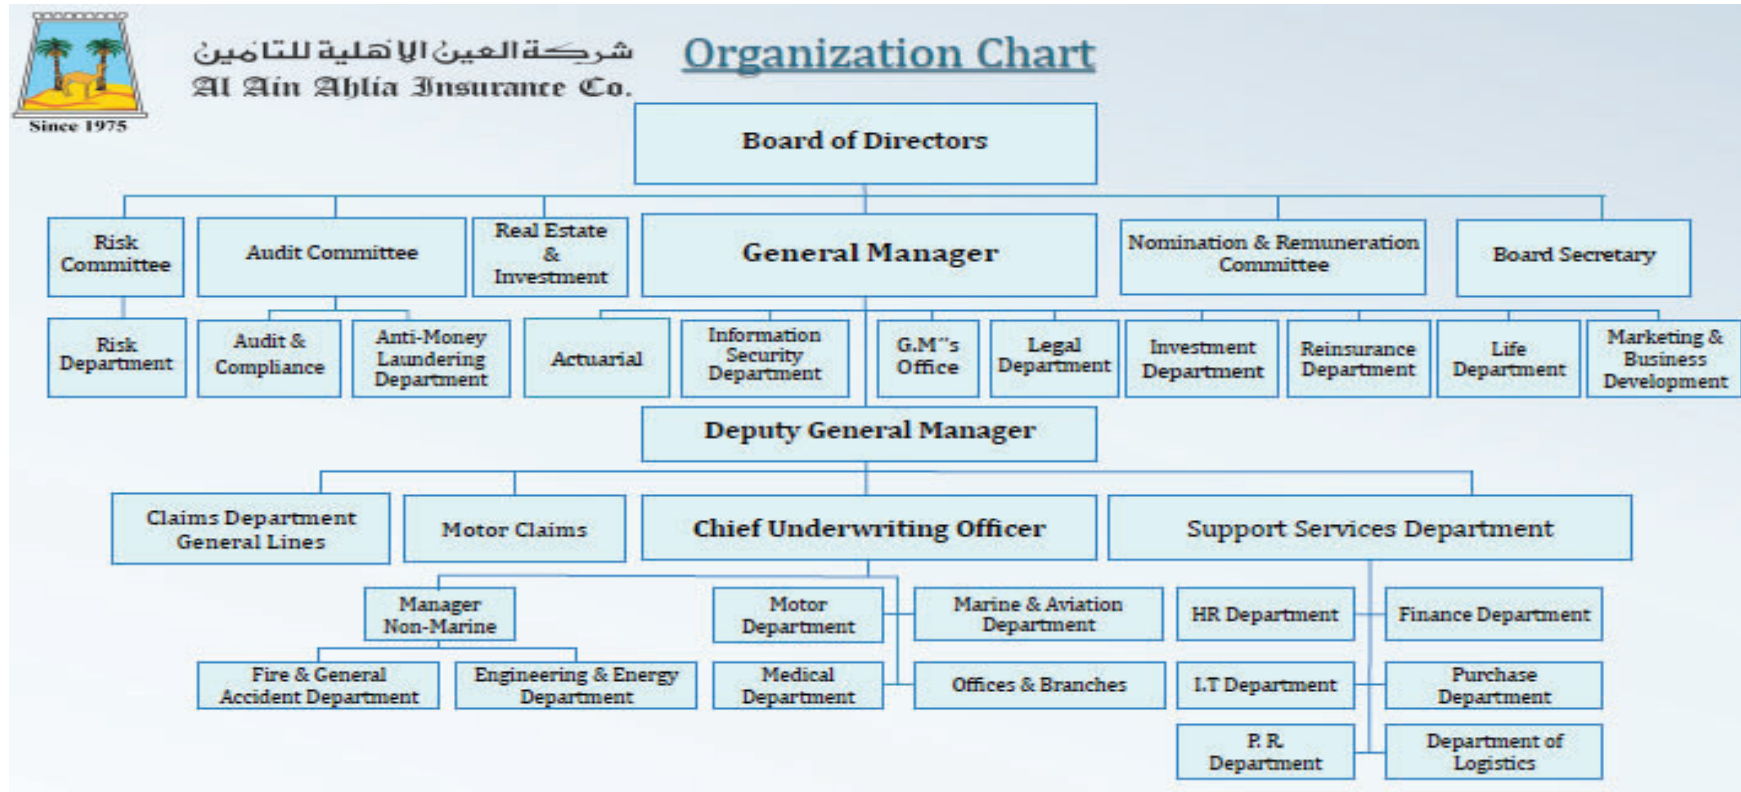 شركة العين الاهلية للتامين
Al Ain Ahlia Insurance Co.
Since 1975
Organization Chart
Board of Directors
Risk
Committee
Audit Committee
Real Estate
&
Investment
General Manager
Nomination & Remuneration
Committee
Board Secretary
Risk
Department
Audit &
Compliance
Anti-Money
Laundering
Department
Actuarial
Information
Security
Department
G.M"s
Office
Legal
Department
Investment
Department
Reinsurance
Department
Life
Department
Marketing &
Business
Development
Deputy General Manager
Claims Department
General Lines
Motor Claims
Chief Underwriting Officer
Support Services Department
Manager
Non-Marine
Motor
Department
Marine & Aviation
Department
HR Department
Finance Department
Fire & General
Accident Department
Engineering & Energy
Department
Medical
Department
Offices & Branches
I.T Department
Purchase
Department
P. R.
Department
Department of
Logistics